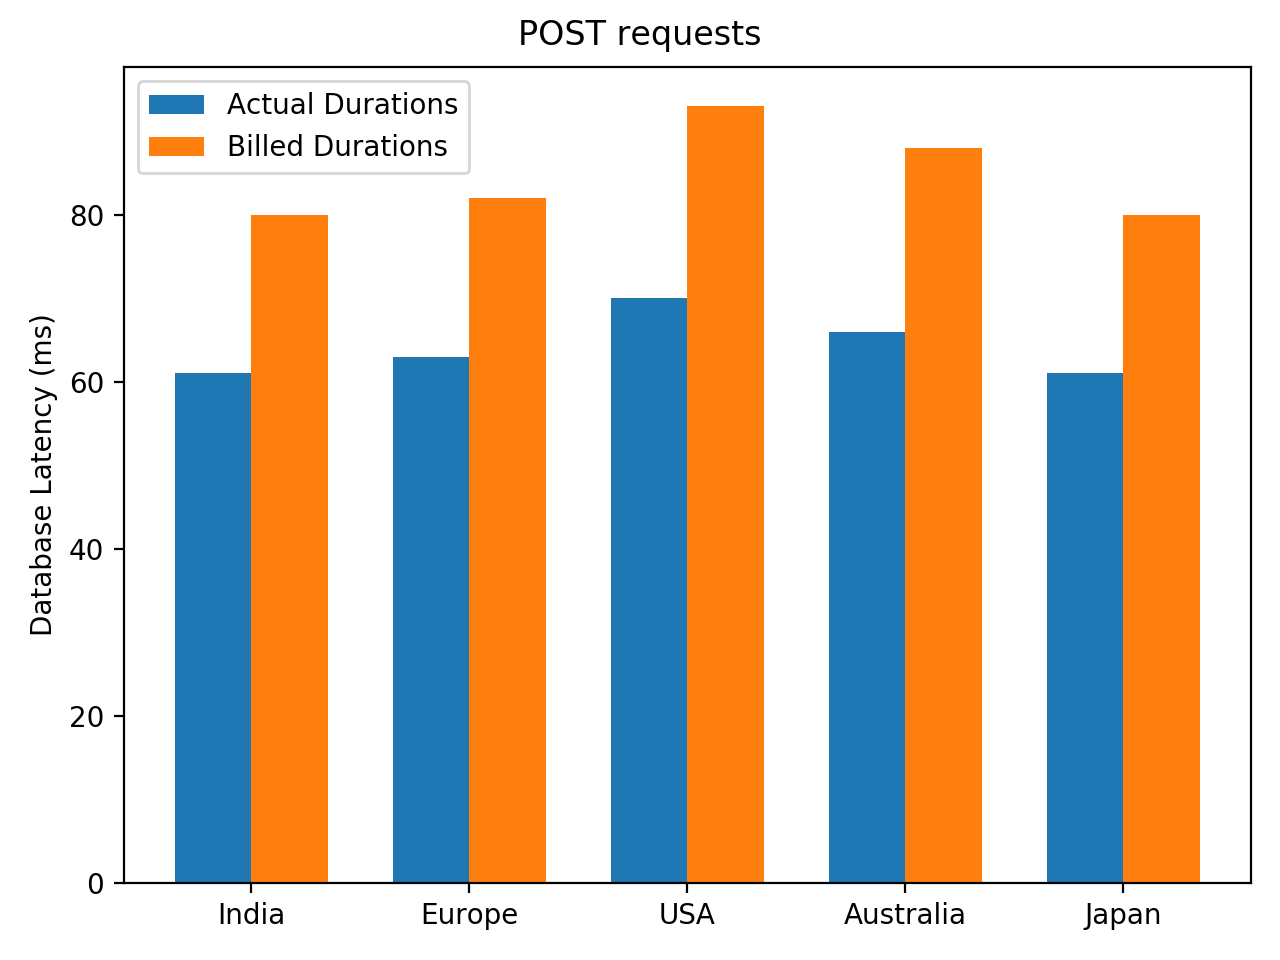 POST requests
Actual Durations
Billed Durations
Database Latency (ms)
80
60
40
20
0
India
Europe
USA
Australia
Japan